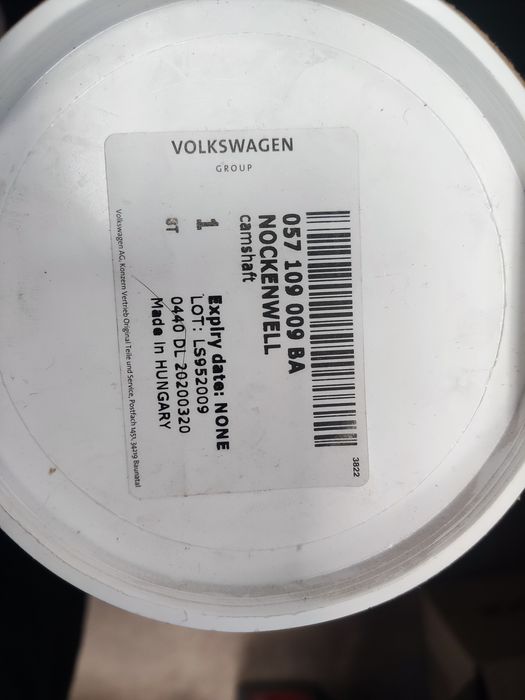 VOLKSWAGEN
GROUP
057 109 009 BA
NOCKENWELL
camshaft
1
ST
Expiry date: NONE
LOT: LS952009
0440 DL 20200320
Made in HUNGARY
Volkswagen AG, Konzern Vertrieb Original Teile und Service, Postfach 1451, 34219 Baunatal
3822